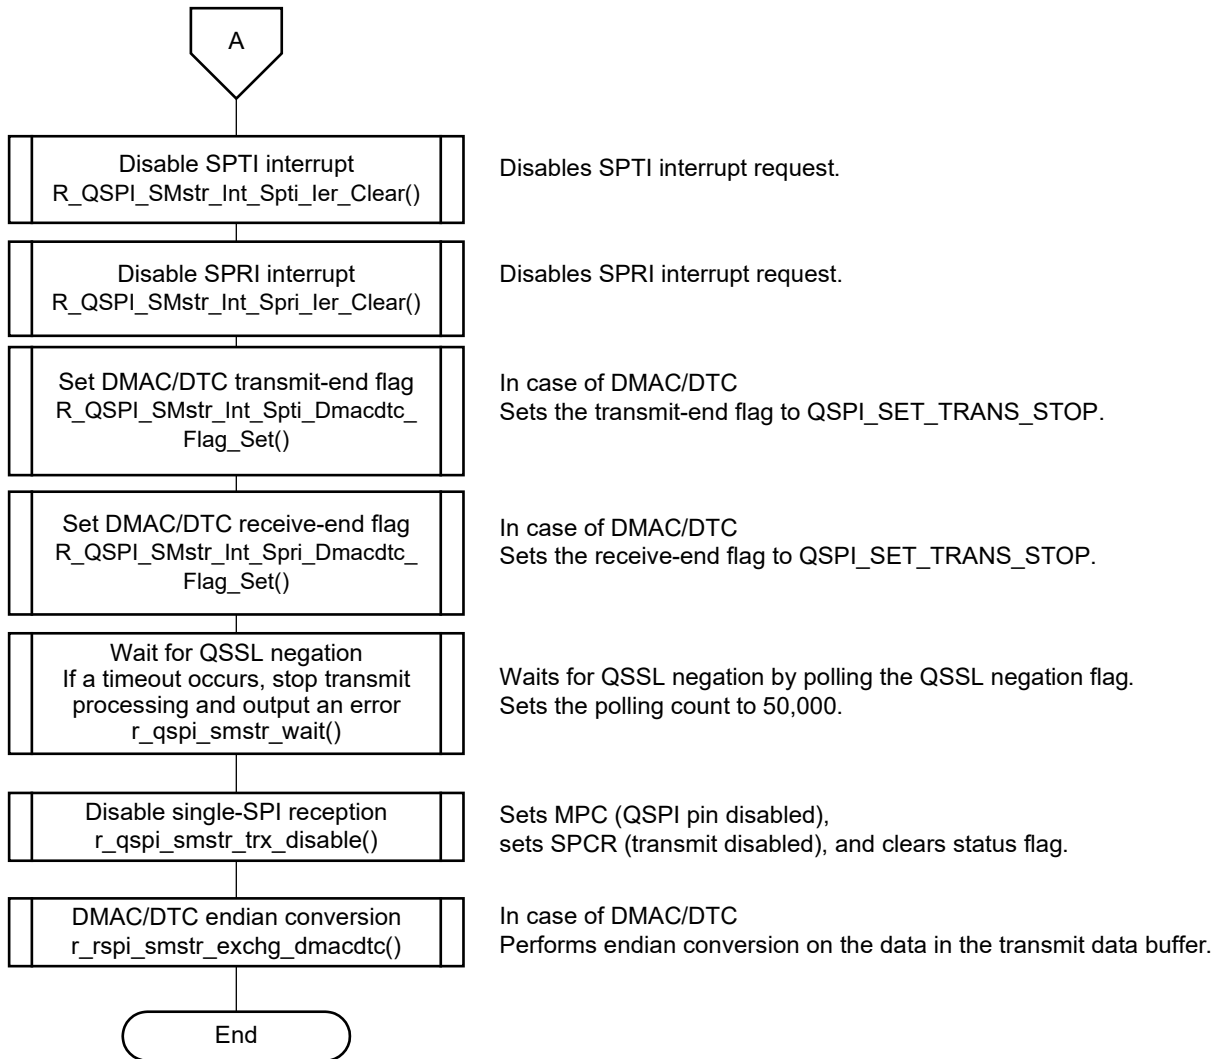 A
Disable SPTI interrupt
R_QSPI_SMstr_Int_Spti_Ier_Clear()
Disables SPTI interrupt request.
Disable SPRI interrupt
R_QSPI_SMstr_Int_Spri_Ier_Clear()
Disables SPRI interrupt request.
Set DMAC/DTC transmit-end flag
R_QSPI_SMstr_Int_Spti_Dmacdtc_
Flag_Set()
In case of DMAC/DTC
Sets the transmit-end flag to QSPI_SET_TRANS_STOP.
Set DMAC/DTC receive-end flag
R_QSPI_SMstr_Int_Spri_Dmacdtc_
Flag_Set()
In case of DMAC/DTC
Sets the receive-end flag to QSPI_SET_TRANS_STOP.
Wait for QSSL negation
If a timeout occurs, stop transmit
processing and output an error
r_qspi_smstr_wait()
Waits for QSSL negation by polling the QSSL negation flag.
Sets the polling count to 50,000.
Disable single-SPI reception
r_qspi_smstr_trx_disable()
Sets MPC (QSPI pin disabled),
sets SPCR (transmit disabled), and clears status flag.
DMAC/DTC endian conversion
r_rspi_smstr_exchg_dmacdtc()
In case of DMAC/DTC
Performs endian conversion on the data in the transmit data buffer.
End